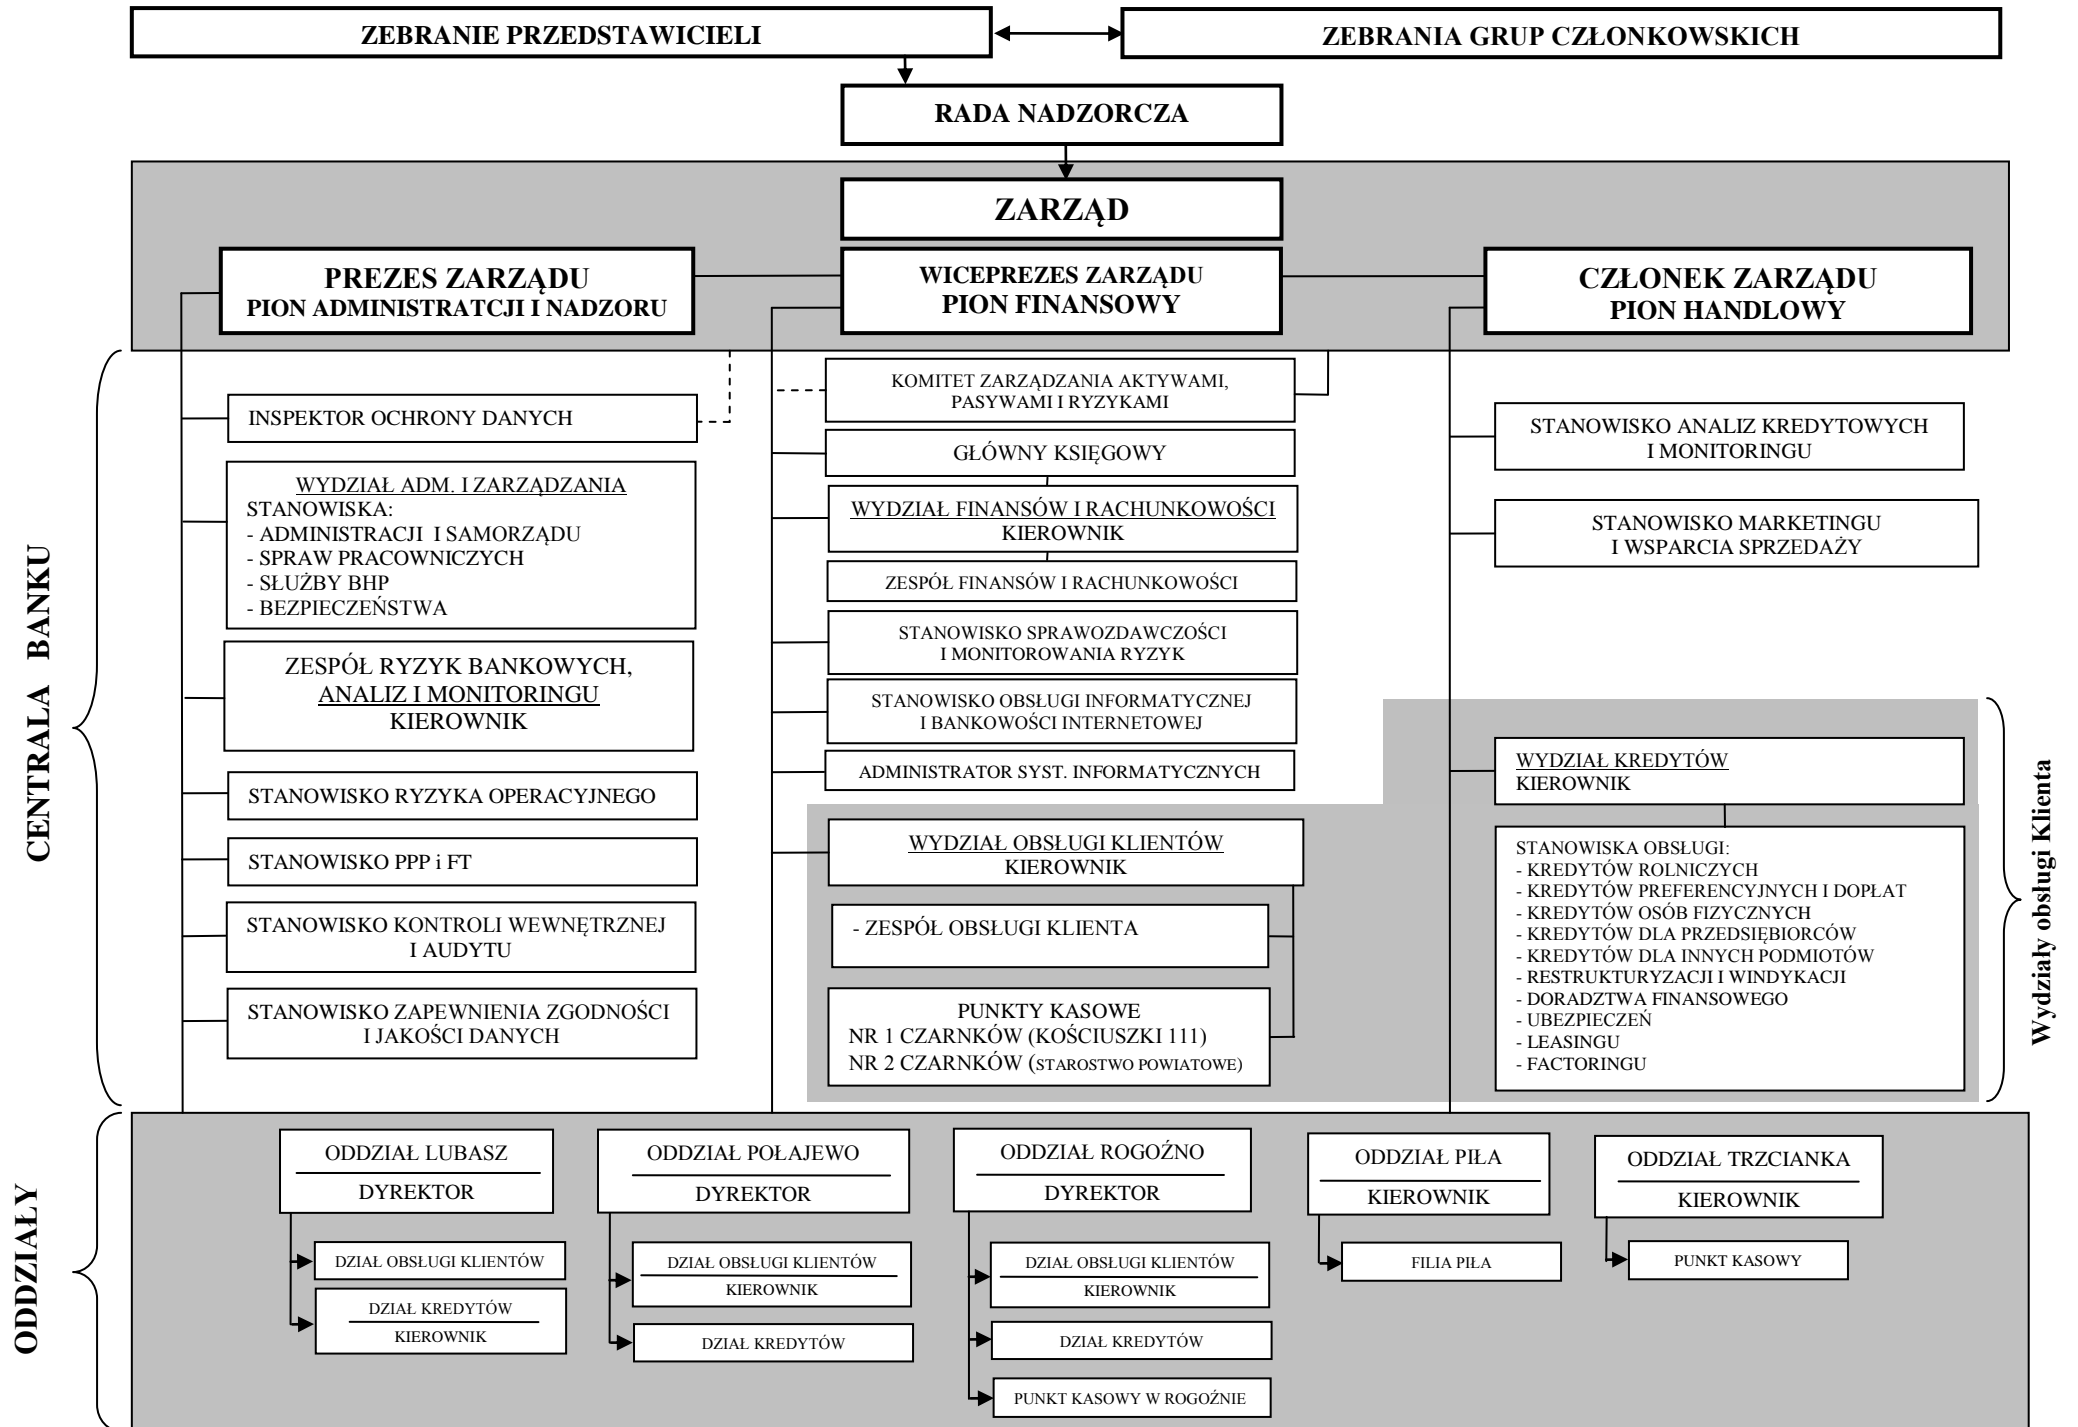 ZEBRANIE PRZEDSTAWICIELI
ZEBRANIA GRUP CZŁONKOWSKICH
RADA NADZORCZA
ZARZĄD
PREZES ZARZĄDU
PION ADMINISTRATCJI I NADZORU
WICEPREZES ZARZĄDU
PION FINANSOWY
CZŁONEK ZARZĄDU
PION HANDLOWY
CENTRALA BANKU
INSPEKTOR OCHRONY DANYCH
WYDZIAŁ ADM. I ZARZĄDZANIA
STANOWISKA:
- ADMINISTRACJI I SAMORZĄDU
- SPRAW PRACOWNICZYCH
- SŁUŻBY BHP
- BEZPIECZEŃSTWA
ZESPÓŁ RYZYK BANKOWYCH,
ANALIZ I MONITORINGU
KIEROWNIK
STANOWISKO RYZYKA OPERACYJNEGO
STANOWISKO PPP i FT
STANOWISKO KONTROLI WEWNĘTRZNEJ
I AUDYTU
STANOWISKO ZAPEWNIENIA ZGODNOŚCI
I JAKOŚCI DANYCH
KOMITET ZARZĄDZANIA AKTYWAMI,
PASYWAMI I RYZYKAMI
GŁÓWNY KSIĘGOWY
WYDZIAŁ FINANSÓW I RACHUNKOWOŚCI
KIEROWNIK
ZESPÓŁ FINANSÓW I RACHUNKOWOŚCI
STANOWISKO SPRAWOZDAWCZOŚCI
I MONITOROWANIA RYZYK
STANOWISKO OBSŁUGI INFORMATYCZNEJ
I BANKOWOŚCI INTERNETOWEJ
ADMINISTRATOR SYST. INFORMATYCZNYCH
WYDZIAŁ OBSŁUGI KLIENTÓW
KIEROWNIK
- ZESPÓŁ OBSŁUGI KLIENTA
PUNKTY KASOWE
NR 1 CZARNKÓW (KOŚCIUSZKI 111)
NR 2 CZARNKÓW (STAROSTWO POWIATOWE)
STANOWISKO ANALIZ KREDYTOWYCH
I MONITORINGU
STANOWISKO MARKETINGU
I WSPARCIA SPRZEDAŻY
WYDZIAŁ KREDYTÓW
KIEROWNIK
STANOWISKA OBSŁUGI:
- KREDYTÓW ROLNICZYCH
- KREDYTÓW PREFERENCYJNYCH I DOPŁAT
- KREDYTÓW OSÓB FIZYCZNYCH
- KREDYTÓW DLA PRZEDSIĘBIORCÓW
- KREDYTÓW DLA INNYCH PODMIOTÓW
- RESTRUKTURYZACJI I WINDYKACJI
- DORADZTWA FINANSOWEGO
- UBEZPIECZEŃ
- LEASINGU
- FACTORINGU
Wydziały obsługi Klienta
ODDZIAŁY
ODDZIAŁ LUBASZ
DYREKTOR
DZIAŁ OBSŁUGI KLIENTÓW
DZIAŁ KREDYTÓW
KIEROWNIK
ODDZIAŁ POŁAJEWO
DYREKTOR
DZIAŁ OBSŁUGI KLIENTÓW
KIEROWNIK
DZIAŁ KREDYTÓW
ODDZIAŁ ROGOŹNO
DYREKTOR
DZIAŁ OBSŁUGI KLIENTÓW
KIEROWNIK
DZIAŁ KREDYTÓW
PUNKT KASOWY W ROGOŹNIE
ODDZIAŁ PIŁA
KIEROWNIK
FILIA PIŁA
ODDZIAŁ TRZCIANKA
KIEROWNIK
PUNKT KASOWY